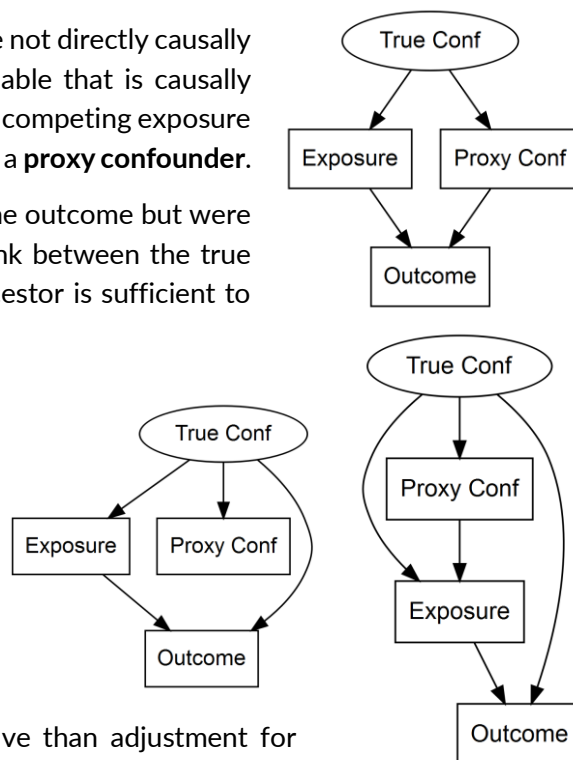 not directly causally
able that is causally
competing exposure
a proxy confounder.
True Conf
Exposure
Proxy Conf
Outcome
ne outcome but were
nk between the true
estor is sufficient to
True Conf
Exposure
Proxy Conf
Outcome
True Conf
Proxy Conf
Exposure
Outcome
ve than adjustment for